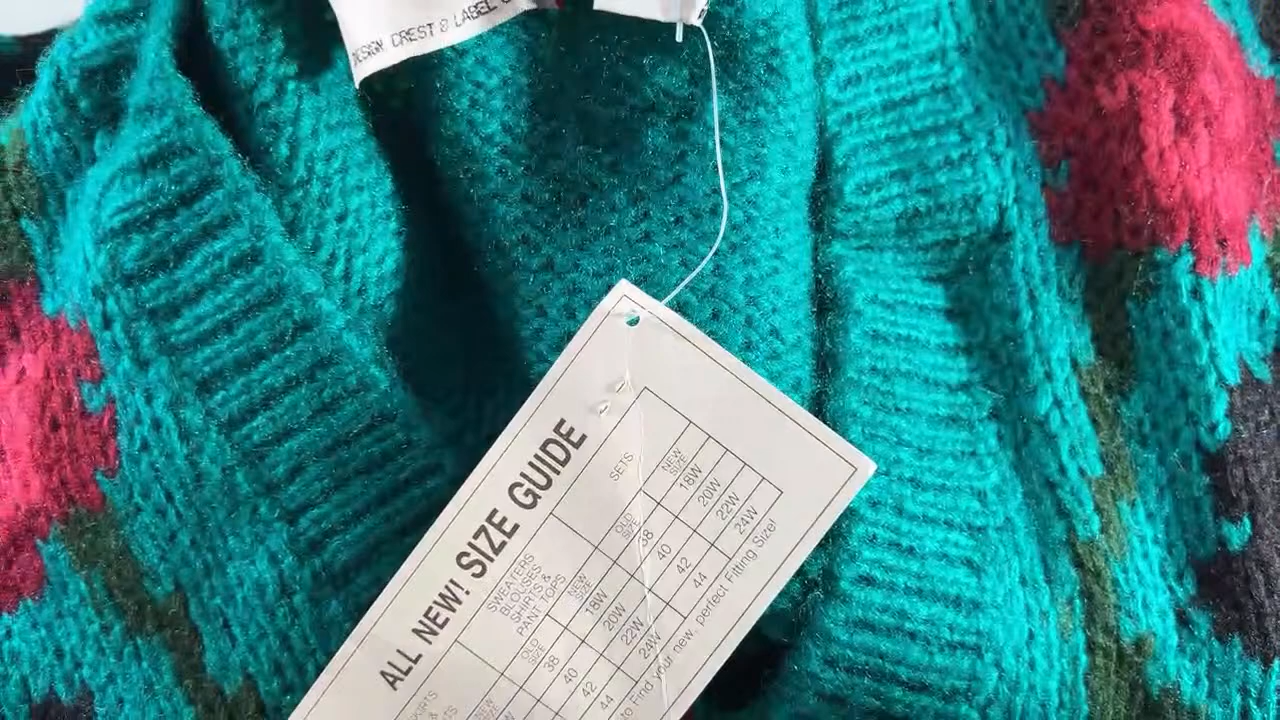 DESIGN CREST & LABEL
ALL NEW! SIZE GUIDE
SETS
OLD SIZE
NEW SIZE
38 18W
40 20W
42 22W
44 24W
SWEATERS
BLOUSES
SHIRTS &
PANT TOPS
OLD SIZE
NEW SIZE
38 18W
40 20W
42 22W
44 24W
NEW SIZE
Find your new, perfect Fitting Size!